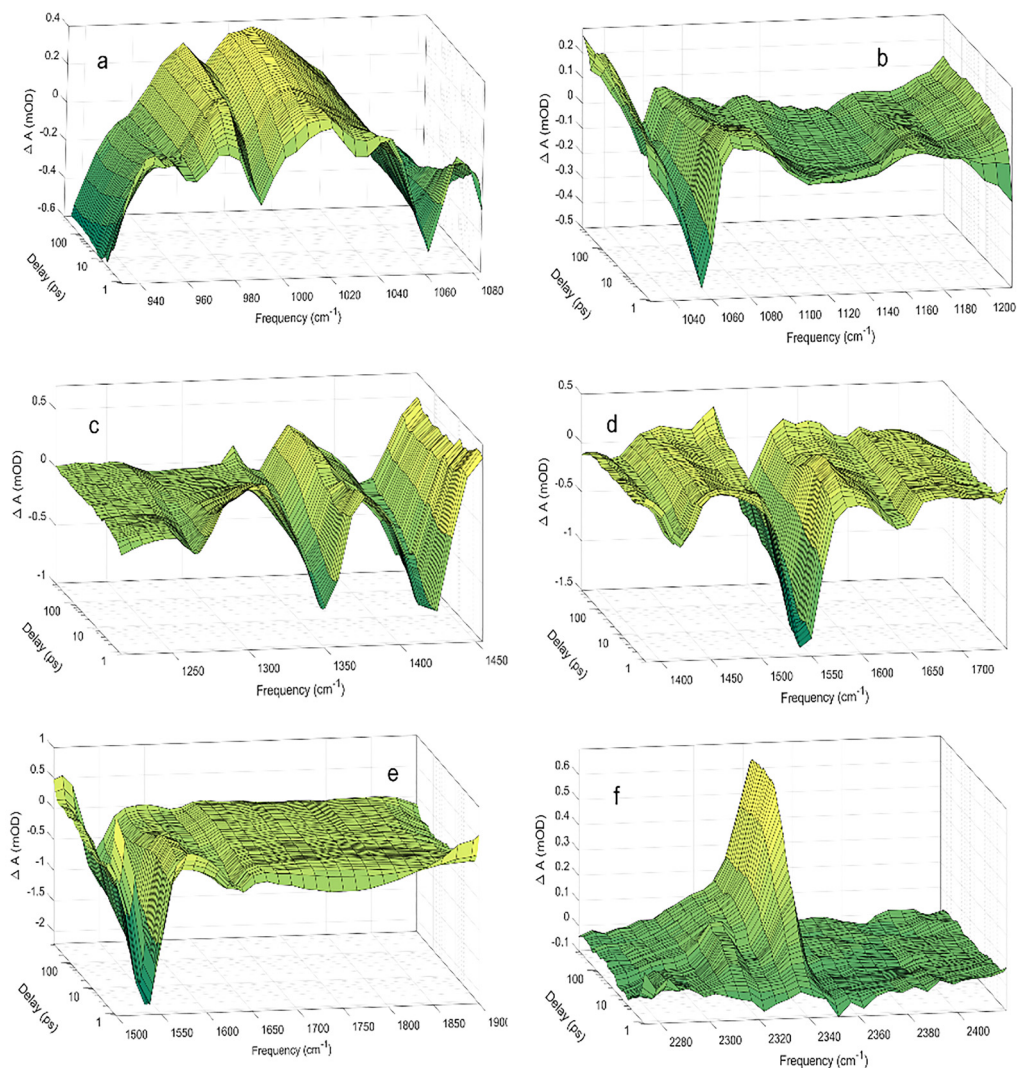 a
0.4
0.2
0
-0.2
-0.4
-0.6
Δ A (mOD)
100
10
1
Delay (ps)
940 960 980 1000 1020 1040 1060 1080
Frequency (cm-1)
b
0.2
0.1
0
-0.1
-0.2
-0.3
-0.4
-0.5
Δ A (mOD)
100
10
1
Delay (ps)
1040 1060 1080 1100 1120 1140 1160 1180 1200
Frequency (cm-1)
c
0.5
0
-0.5
-1
Δ A (mOD)
100
10
1
Delay (ps)
1250 1300 1350 1400 1450
Frequency (cm-1)
d
0.5
0
-0.5
-1
-1.5
Δ A (mOD)
100
10
1
Delay (ps)
1400 1450 1500 1550 1600 1650 1700
Frequency (cm-1)
e
1
0.5
0
-0.5
-1
-1.5
-2
Δ A (mOD)
100
10
1
Delay (ps)
1500 1550 1600 1650 1700 1750 1800 1850 1900
Frequency (cm-1)
f
0.6
0.5
0.4
0.3
0.2
0.1
0
-0.1
Δ A (mOD)
100
10
1
Delay (ps)
2280 2300 2320 2340 2360 2380 2400
Frequency (cm-1)